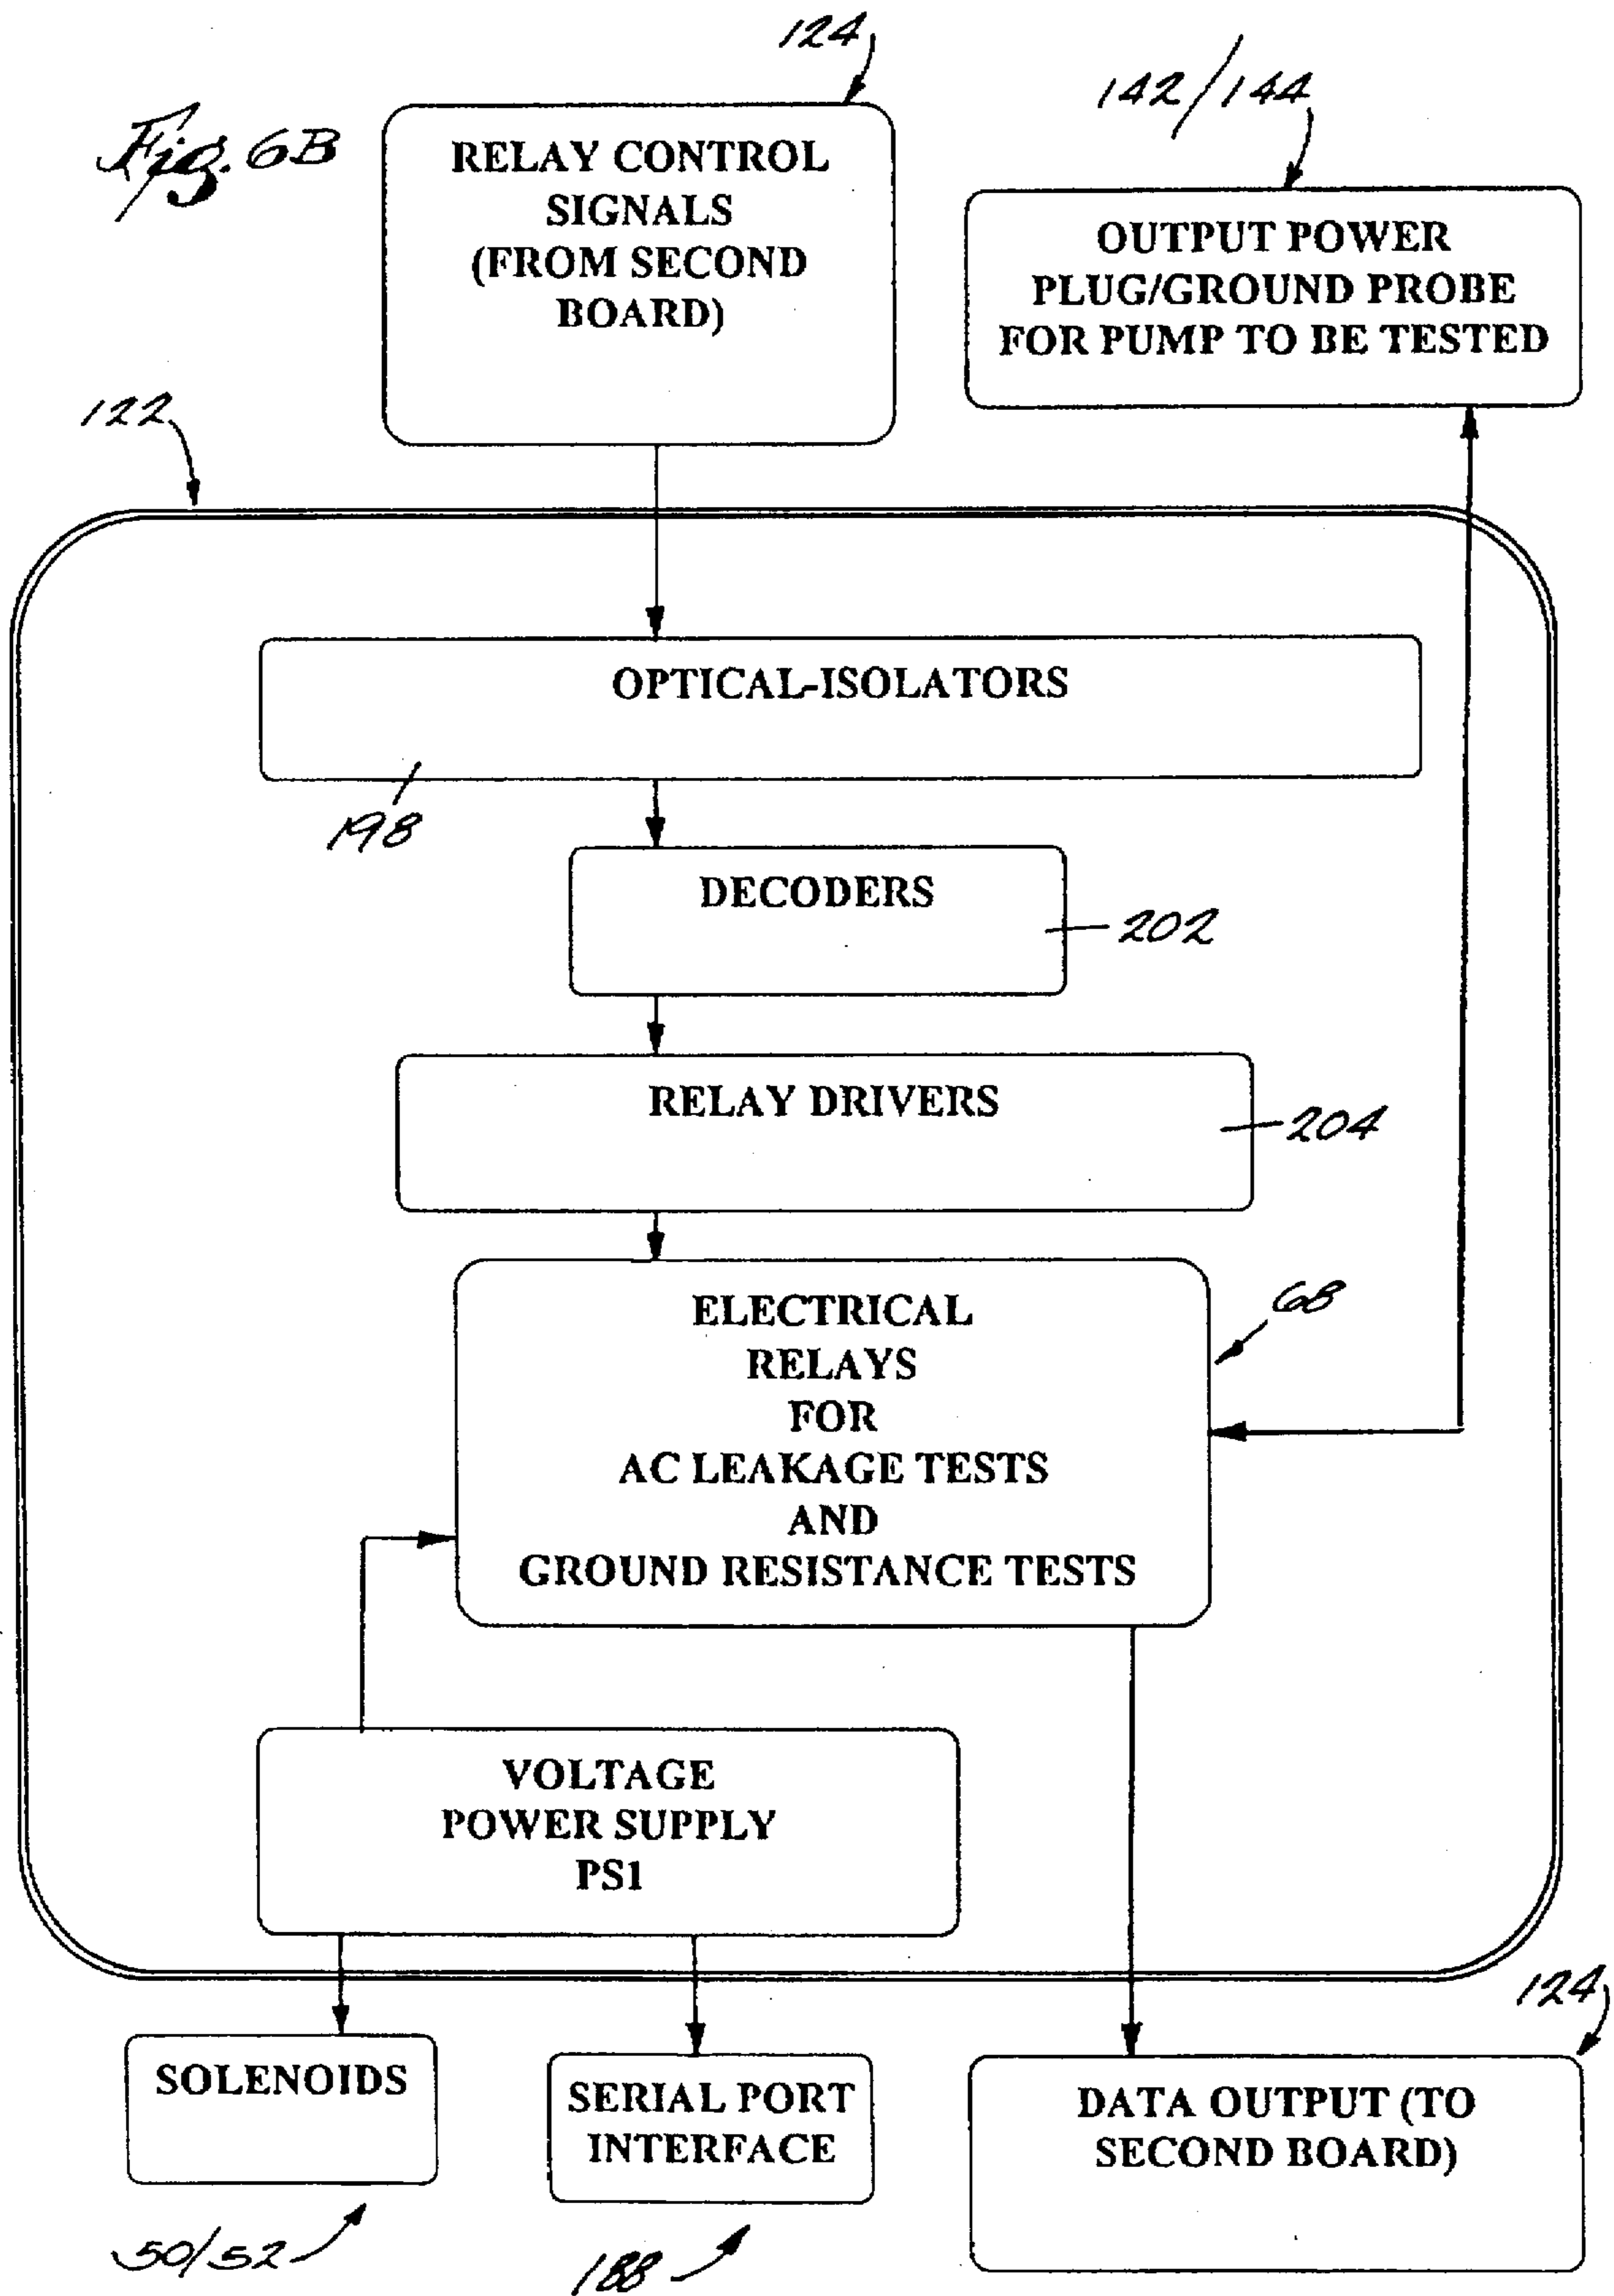 124
142/144
Fig. 6B
RELAY CONTROL
SIGNALS
(FROM SECOND
BOARD)
OUTPUT POWER
PLUG/GROUND PROBE
FOR PUMP TO BE TESTED
122
OPTICAL-ISOLATORS
198
DECODERS
202
RELAY DRIVERS
204
ELECTRICAL
RELAYS
FOR
AC LEAKAGE TESTS
AND
GROUND RESISTANCE TESTS
68
VOLTAGE
POWER SUPPLY
PS1
124
SOLENOIDS
SERIAL PORT
INTERFACE
DATA OUTPUT (TO
SECOND BOARD)
50/52
188